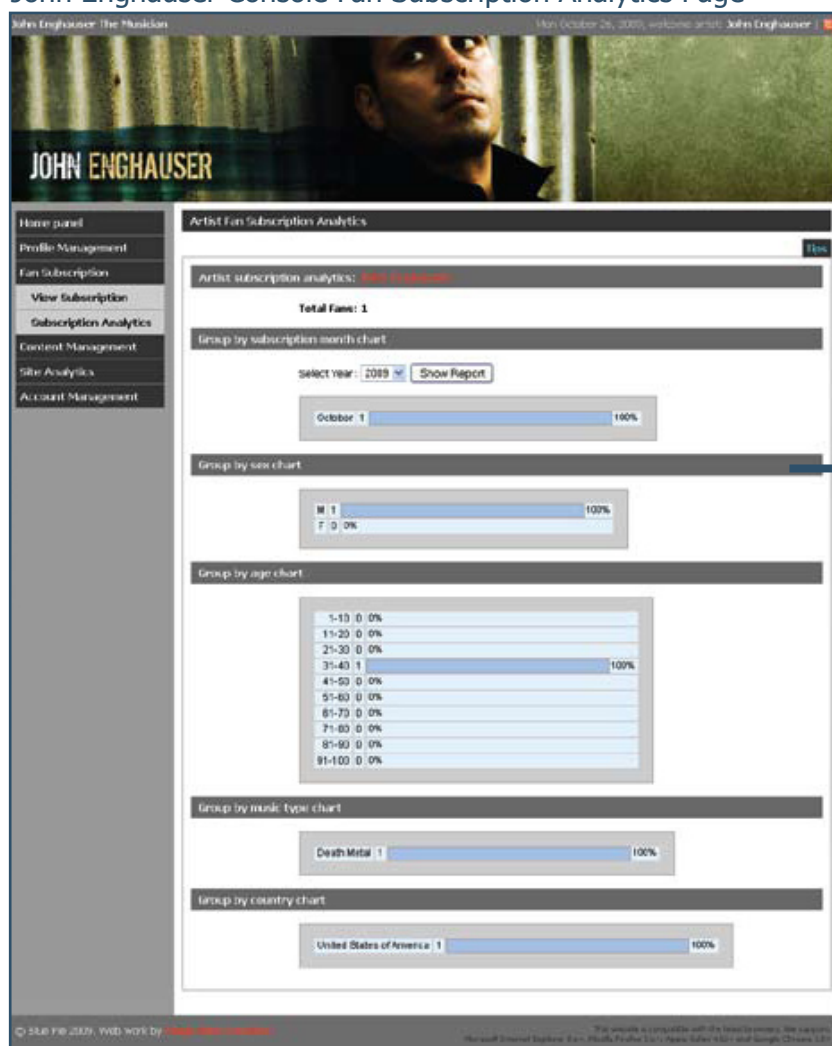 John Enghauser Console Fan Subscription Analytics Page
John Enghauser The Musician
Mon October 26, 2009, welcome artist: John Enghauser |
JOHN ENGHAUSER
Home panel
Profile Management
Fan Subscription
View Subscription
Subscription Analytics
Content Management
Site Analytics
Account Management
Artist Fan Subscription Analytics
Tips
Artist subscription analytics: John Enghauser
Total Fans: 1
Group by subscription month chart
Select Year: 2009 Show Report
October 1 100%
Group by sex chart
M 1 100%
F 0 0%
Group by age chart
1-10 0 0%
11-20 0 0%
21-30 0 0%
31-40 1 100%
41-50 0 0%
51-60 0 0%
61-70 0 0%
71-80 0 0%
81-90 0 0%
91-100 0 0%
Group by music type chart
Death Metal 1 100%
Group by country chart
United States of America 1 100%
© Blue Pie 2009. Web work by